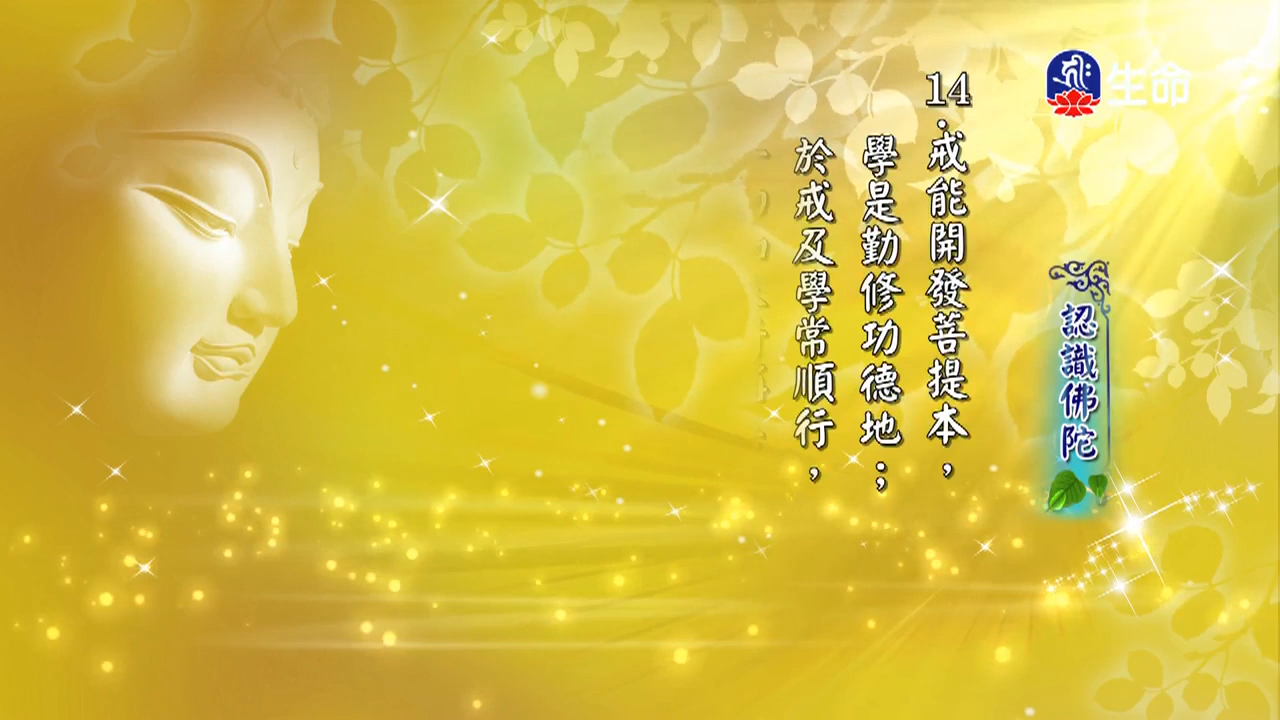 生命
認識佛陀
14.戒能開發菩提本，
學是勤修功德地；
於戒及學常順行，